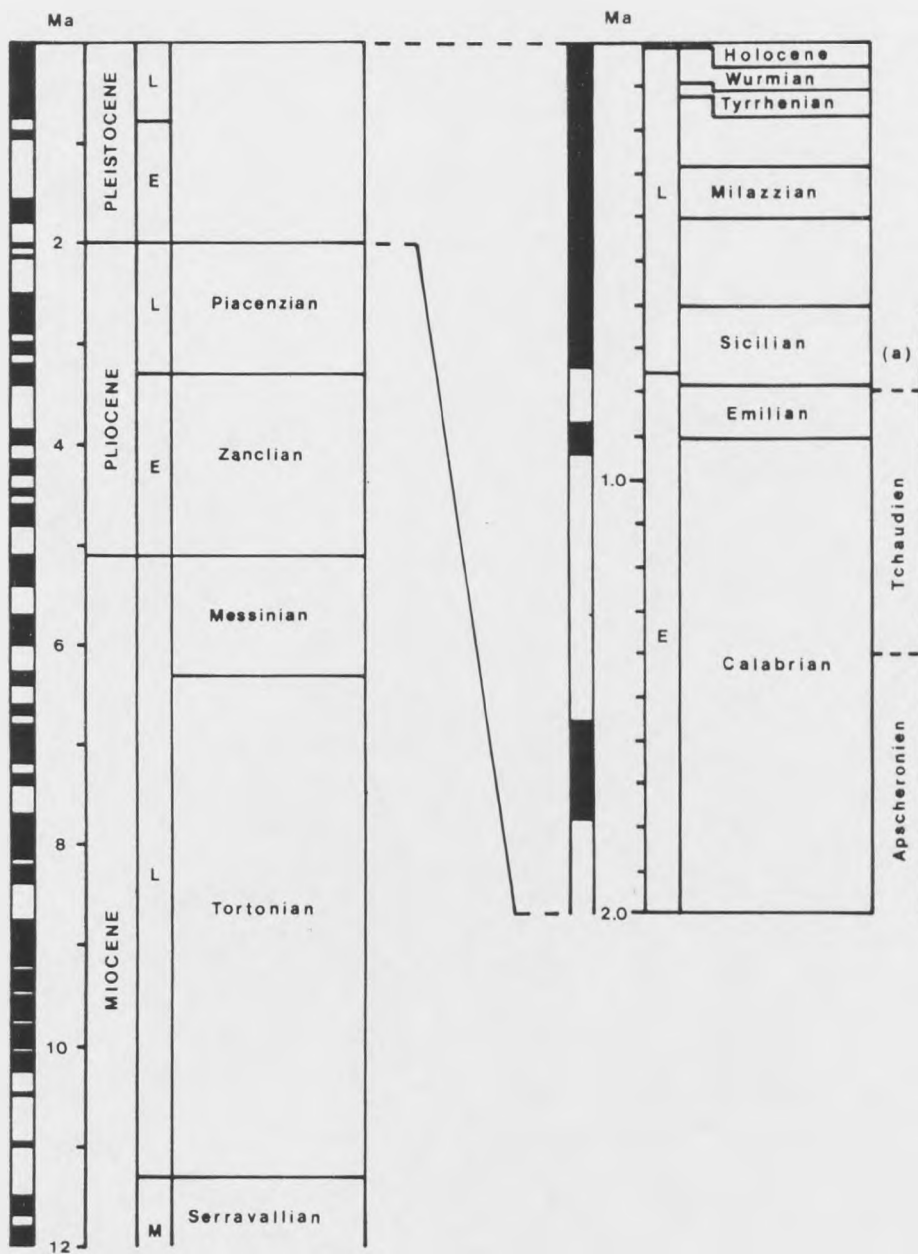 Ma
PLEISTOCENE
L
E
2
PLIOCENE
L
Piacenzian
E
Zanclian
4
Messinian
6
MIOCENE
L
Tortonian
8
10
M
Serravallian
12
Ma
Holocene
Wurmian
Tyrrhenian
L
Milazzian
Sicilian
(a)
Emilian
1.0
Tchaudien
E
Calabrian
Apscheronien
2.0